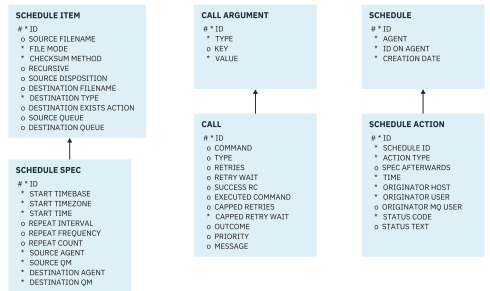 SCHEDULE ITEM
# * ID
o SOURCE FILENAME
* FILE MODE
* CHECKSUM METHOD
o RECURSIVE
o SOURCE DISPOSITION
o DESTINATION FILENAME
* DESTINATION TYPE
o DESTINATION EXISTS ACTION
o SOURCE QUEUE
o DESTINATION QUEUE
SCHEDULE SPEC
# * ID
* START TIMEBASE
* START TIMEZONE
* START TIME
o REPEAT INTERVAL
o REPEAT FREQUENCY
o REPEAT COUNT
* SOURCE AGENT
* SOURCE QM
* DESTINATION AGENT
* DESTINATION QM
CALL ARGUMENT
# * ID
* TYPE
o KEY
* VALUE
CALL
# * ID
o COMMAND
o TYPE
o RETRIES
o RETRY WAIT
o SUCCESS RC
o EXECUTED COMMAND
o CAPPED RETRIES
* CAPPED RETRY WAIT
o OUTCOME
o PRIORITY
o MESSAGE
SCHEDULE
# * ID
* AGENT
* ID ON AGENT
* CREATION DATE
SCHEDULE ACTION
# * ID
* SCHEDULE ID
* ACTION TYPE
o SPEC AFTERWARDS
* TIME
* ORIGINATOR HOST
* ORIGINATOR USER
o ORIGINATOR MQ USER
* STATUS CODE
o STATUS TEXT